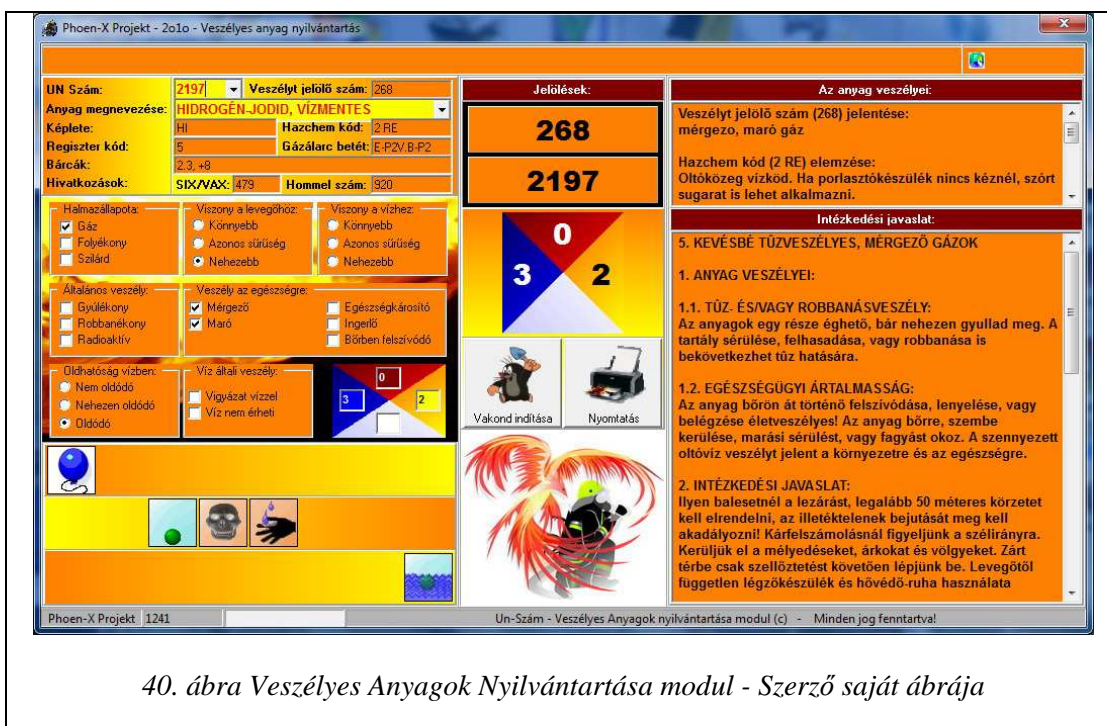 Phoen-X Projekt - 2o1o - Veszélyes anyag nyilvántartás
UN Szám: 2197 Veszélyt jelölő szám: 268
Anyag megnevezése: HIDROGÉN-JODID, VÍZMENTES
Képlete: HI Hazchem kód: 2 RE
Regiszter kód: 5 Gázálarc betét: E-P2V.B-P2
Bárcák: 2.3, +8
Hivatkozások: SIX/VAX: 479 Hommel szám: 920
Halmazállapota:
Gáz
Folyékony
Szilárd
Viszony a levegőhöz:
Könnyebb
Azonos sürüség
Nehezebb
Viszony a vízhez:
Könnyebb
Azonos sürüség
Nehezebb
Általános veszély:
Gyúlékony
Robbanékony
Radioaktív
Veszély az egészségre:
Mérgező
Maró
Egészségkárosító
Ingerlő
Bőrben felszívódó
Oldhatóság vízben:
Nem oldódó
Nehezen oldódó
Oldódó
Víz általi veszély:
Vigyázat vízzel
Víz nem érheti
0
3 2
Jelölések:
268
2197
0
3 2
Vakond indítása Nyomtatás
Az anyag veszélyei:
Veszélyt jelölő szám (268) jelentése:
mérgezo, maró gáz
Hazchem kód (2 RE) elemzése:
Oltóközeg vízköd. Ha porlasztókészülék nincs kéznél, szórt
sugarat is lehet alkalmazni.
Intézkedési javaslat:
5. KEVÉSBÉ TÛZVESZÉLYES, MÉRGEZŐ GÁZOK
1. ANYAG VESZÉLYEI:
1.1. TÛZ- ÉS/VAGY ROBBANÁSVESZÉLY:
Az anyagok egy része éghető, bár nehezen gyullad meg. A
tartály sérülése, felhasadása, vagy robbanása is
bekövetkezhet tûz hatására.
1.2. EGÉSZSÉGÜGYI ÁRTALMASSÁG:
Az anyag bőrön át történő felszívódása, lenyelése, vagy
belégzése életveszélyes! Az anyag bőrre, szembe
kerülése, marási sérülést, vagy fagyást okoz. A szennyezett
oltóvíz veszélyt jelent a környezetre és az egészségre.
2. INTÉZKEDÉSI JAVASLAT:
Ilyen balesetnél a lezárást, legalább 50 méteres körzetet
kell elrendelni, az illetéktelenek bejutását meg kell
akadályozni! Kárfelszámolásnál figyeljünk a szélirányra.
Kerüljük el a mélyedéseket, árkokat és völgyeket. Zárt
térbe csak szellőztetést követően lépjünk be. Levegőtől
független légzőkészülék és hővédő-ruha használata
Phoen-X Projekt 1241 Un-Szám - Veszélyes Anyagok nyilvántartása modul (c) - Minden jog fenntartva!
40. ábra Veszélyes Anyagok Nyilvántartása modul - Szerző saját ábrája